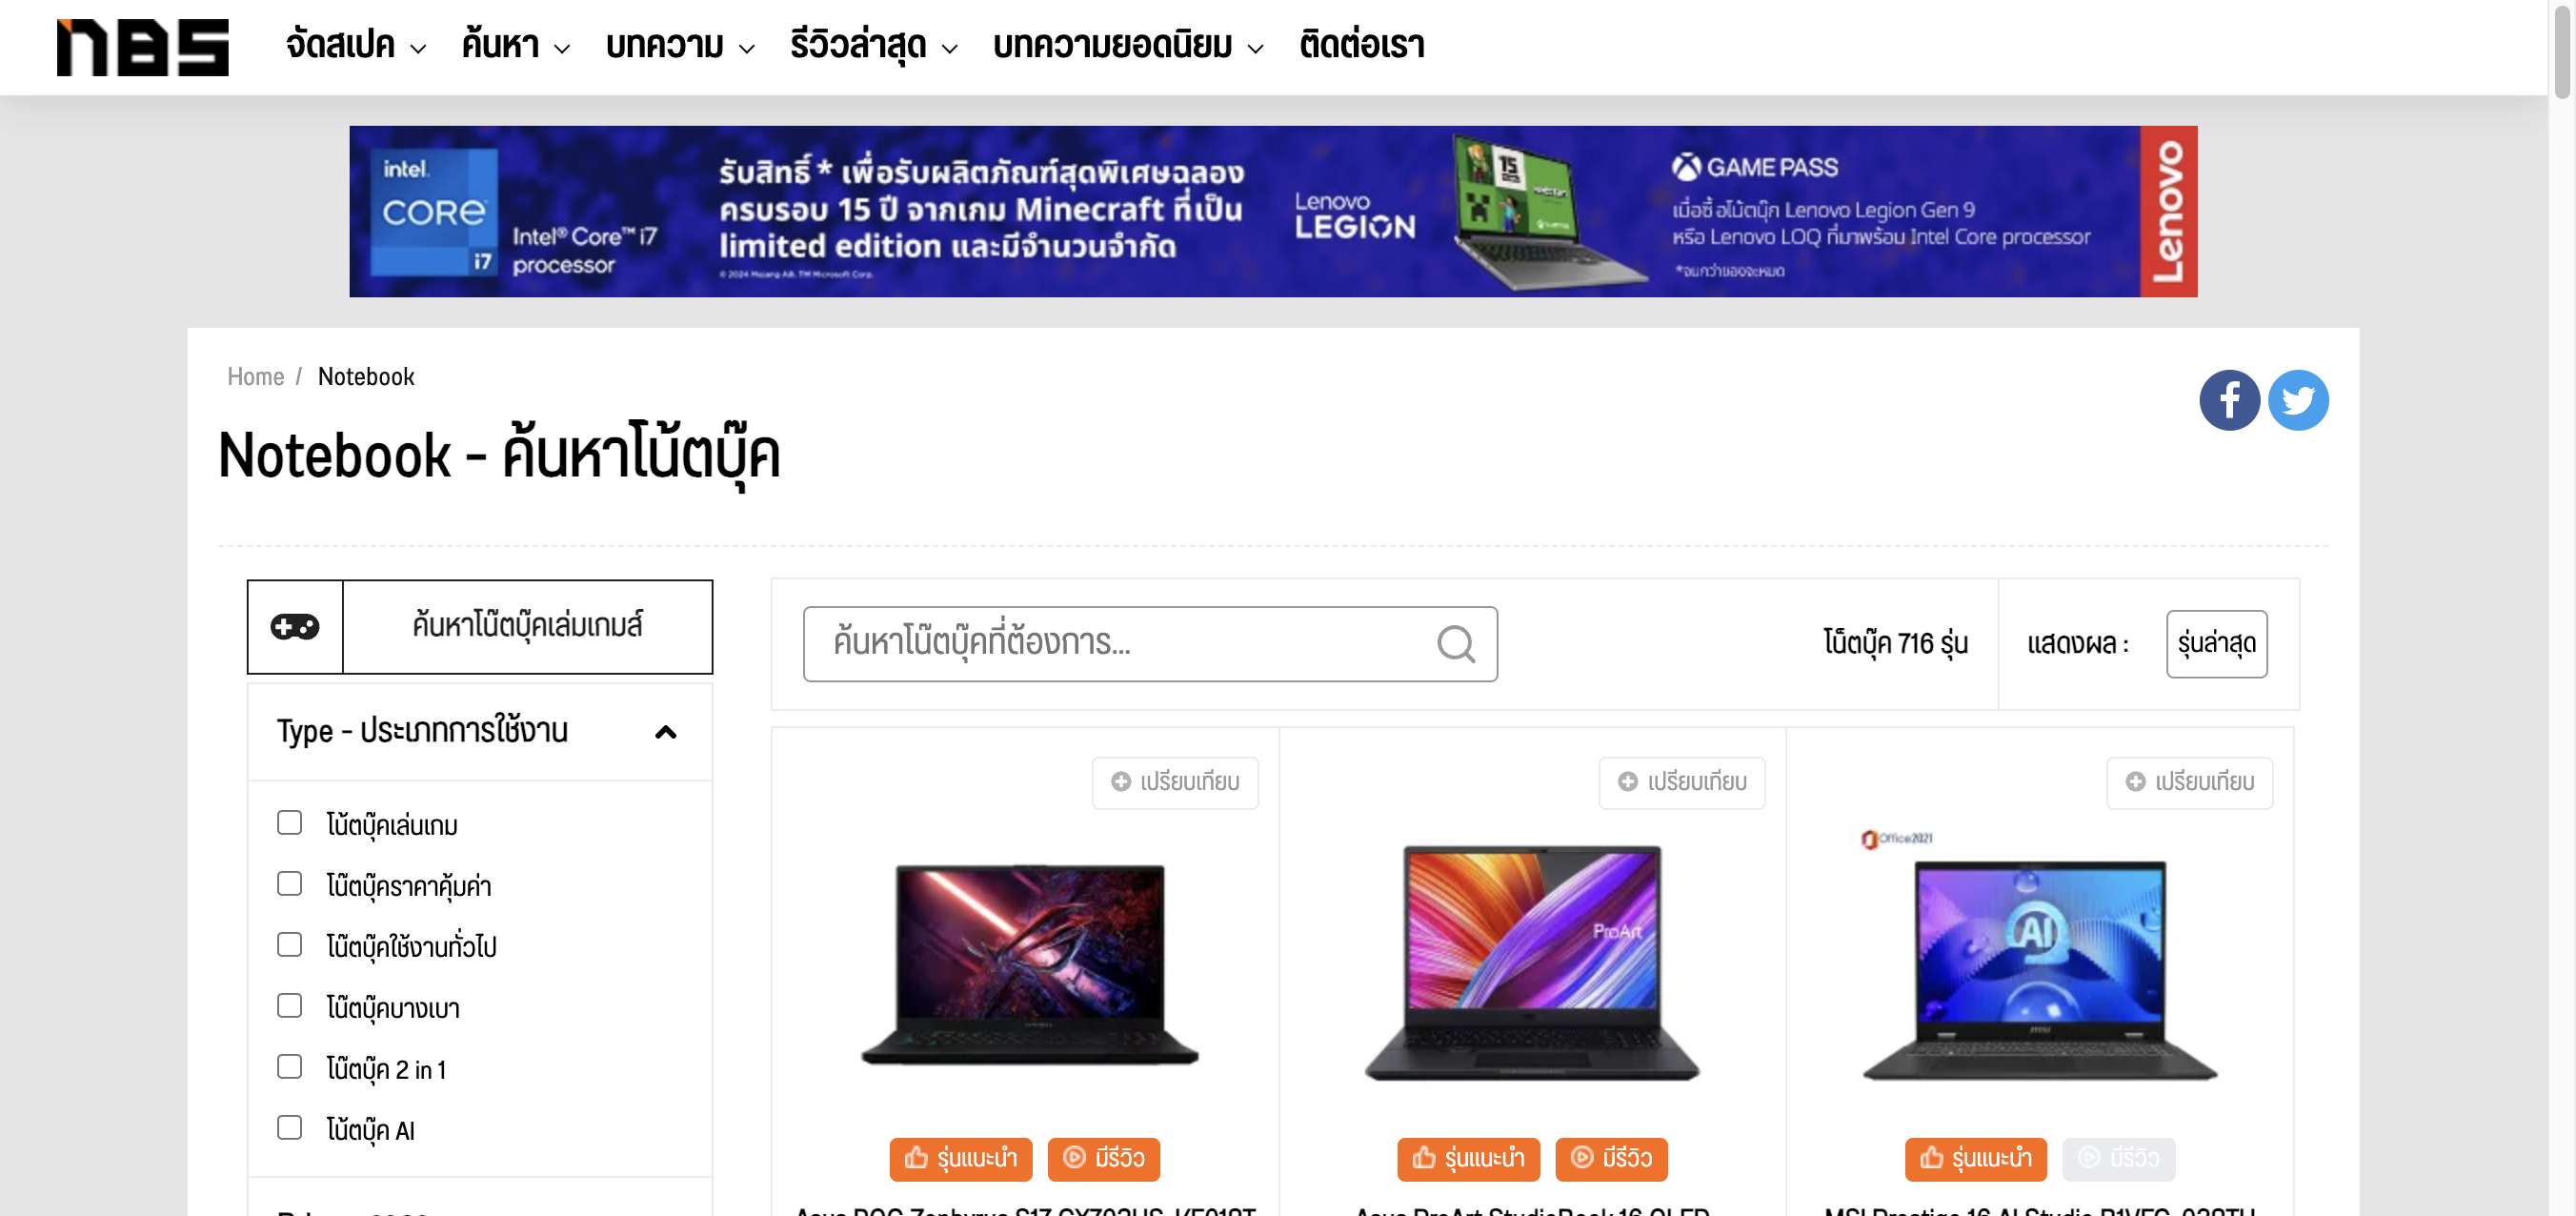 NBS
จัดสเปค ค้นหา บทความ รีวิวล่าสุด บทความยอดนิยม ติดต่อเรา
intel.
CORE
i7
Intel® Core™ i7
processor
รับสิทธิ์ * เพื่อรับผลิตภัณฑ์สุดพิเศษฉลอง
ครบรอบ 15 ปี จากเกม Minecraft ที่เป็น
limited edition และมีจำนวนจำกัด
© 2024 Mojang AB. TM Microsoft Corp.
Lenovo
LEGION
15
GAME PASS
เมื่อซื้อโน้ตบุ๊ก Lenovo Legion Gen 9
หรือ Lenovo LOQ ที่มาพร้อม Intel Core processor
*จนกว่าของจะหมด
Lenovo
Home / Notebook
Notebook - ค้นหาโน้ตบุ๊ค
ค้นหาโน๊ตบุ๊คเล่มเกมส์
ค้นหาโน๊ตบุ๊คที่ต้องการ...
โน็ตบุ๊ค 716 รุ่น
แสดงผล :
รุ่นล่าสุด
Type - ประเภทการใช้งาน
โน้ตบุ๊คเล่นเกม
โน๊ตบุ๊คราคาคุ้มค่า
โน๊ตบุ๊คใช้งานทั่วไป
โน๊ตบุ๊คบางเบา
โน๊ตบุ๊ค 2 in 1
โน้ตบุ๊ค AI
เปรียบเทียบ
เปรียบเทียบ
เปรียบเทียบ
ProArt
Office2021
AI
msi
รุ่นแนะนำ มีรีวิว
รุ่นแนะนำ มีรีวิว
รุ่นแนะนำ มีรีวิว
Asus ProArt StudioBook 16 OLED